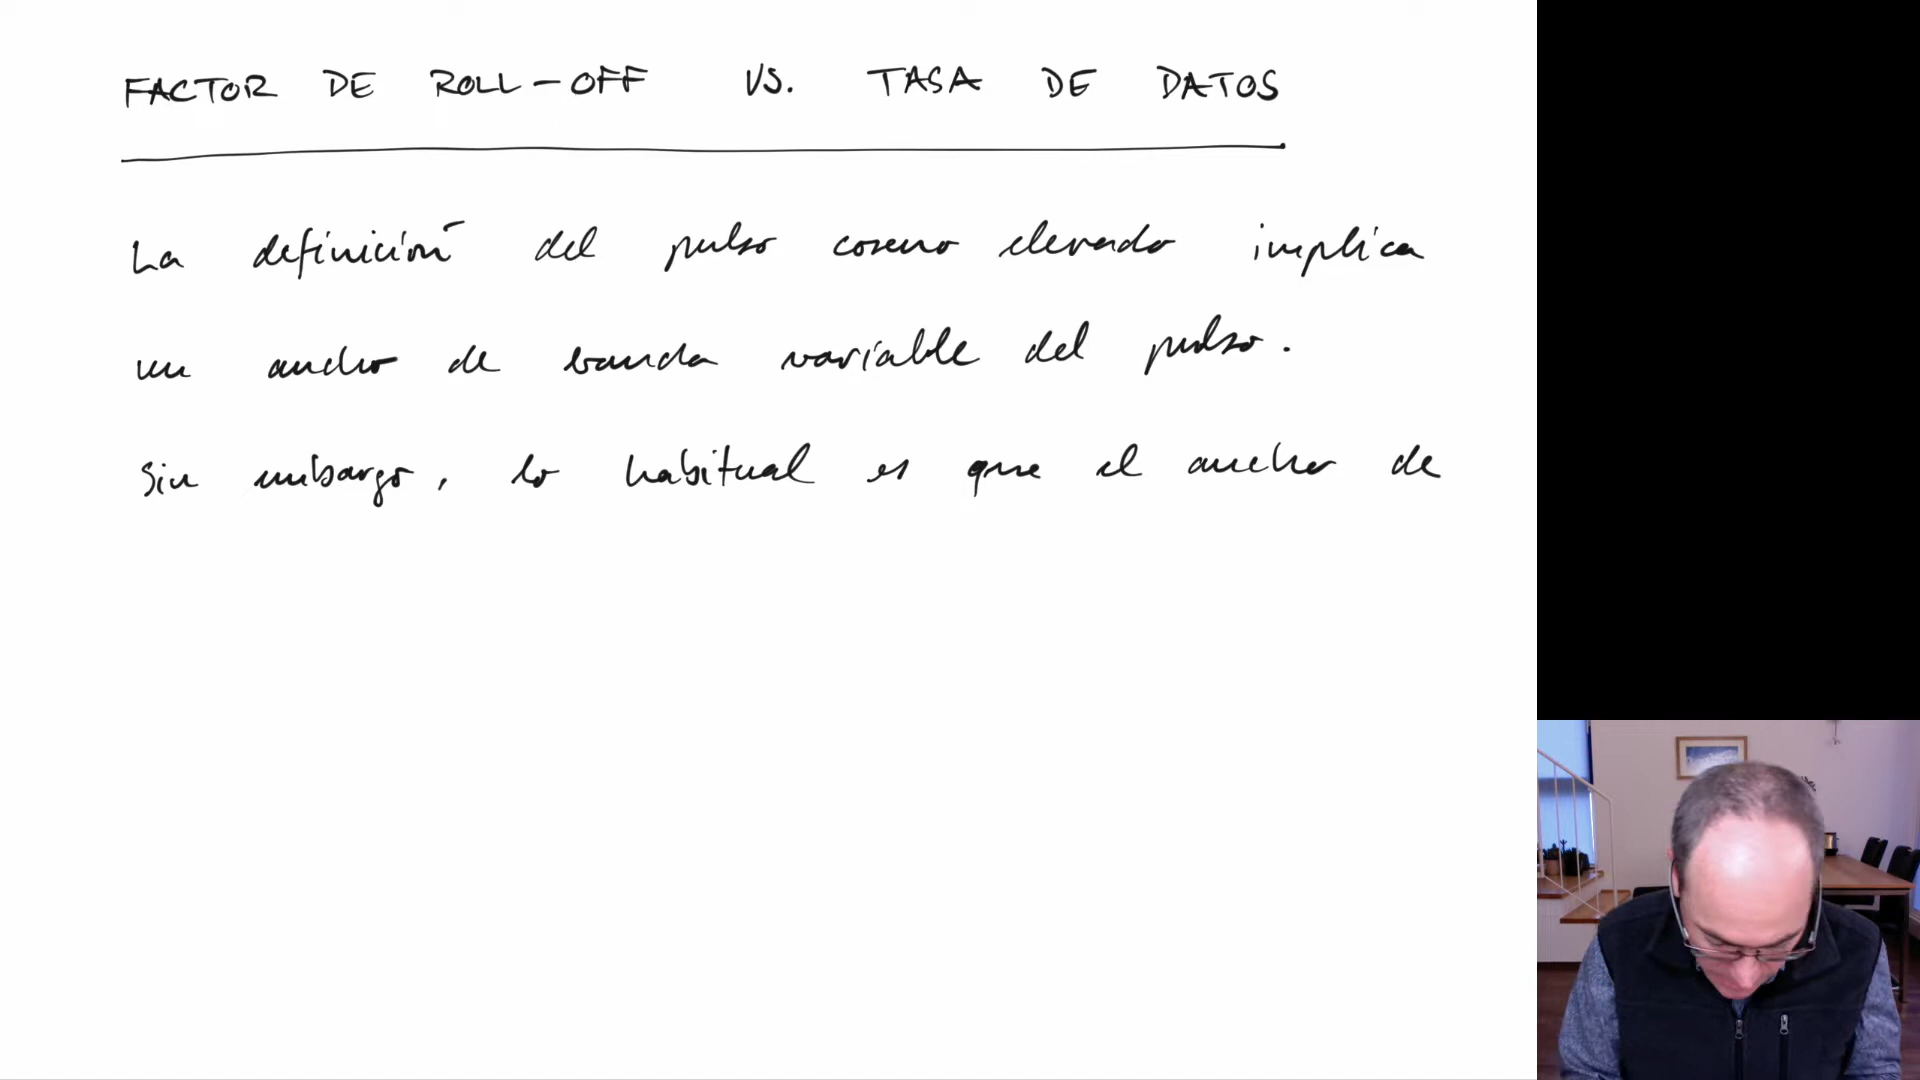 FACTOR DE ROLL-OFF VS. TASA DE DATOS
La definición del pulso coseno elevado implica
un ancho de banda variable del pulso.
Sin embargo, lo habitual es que el ancho de